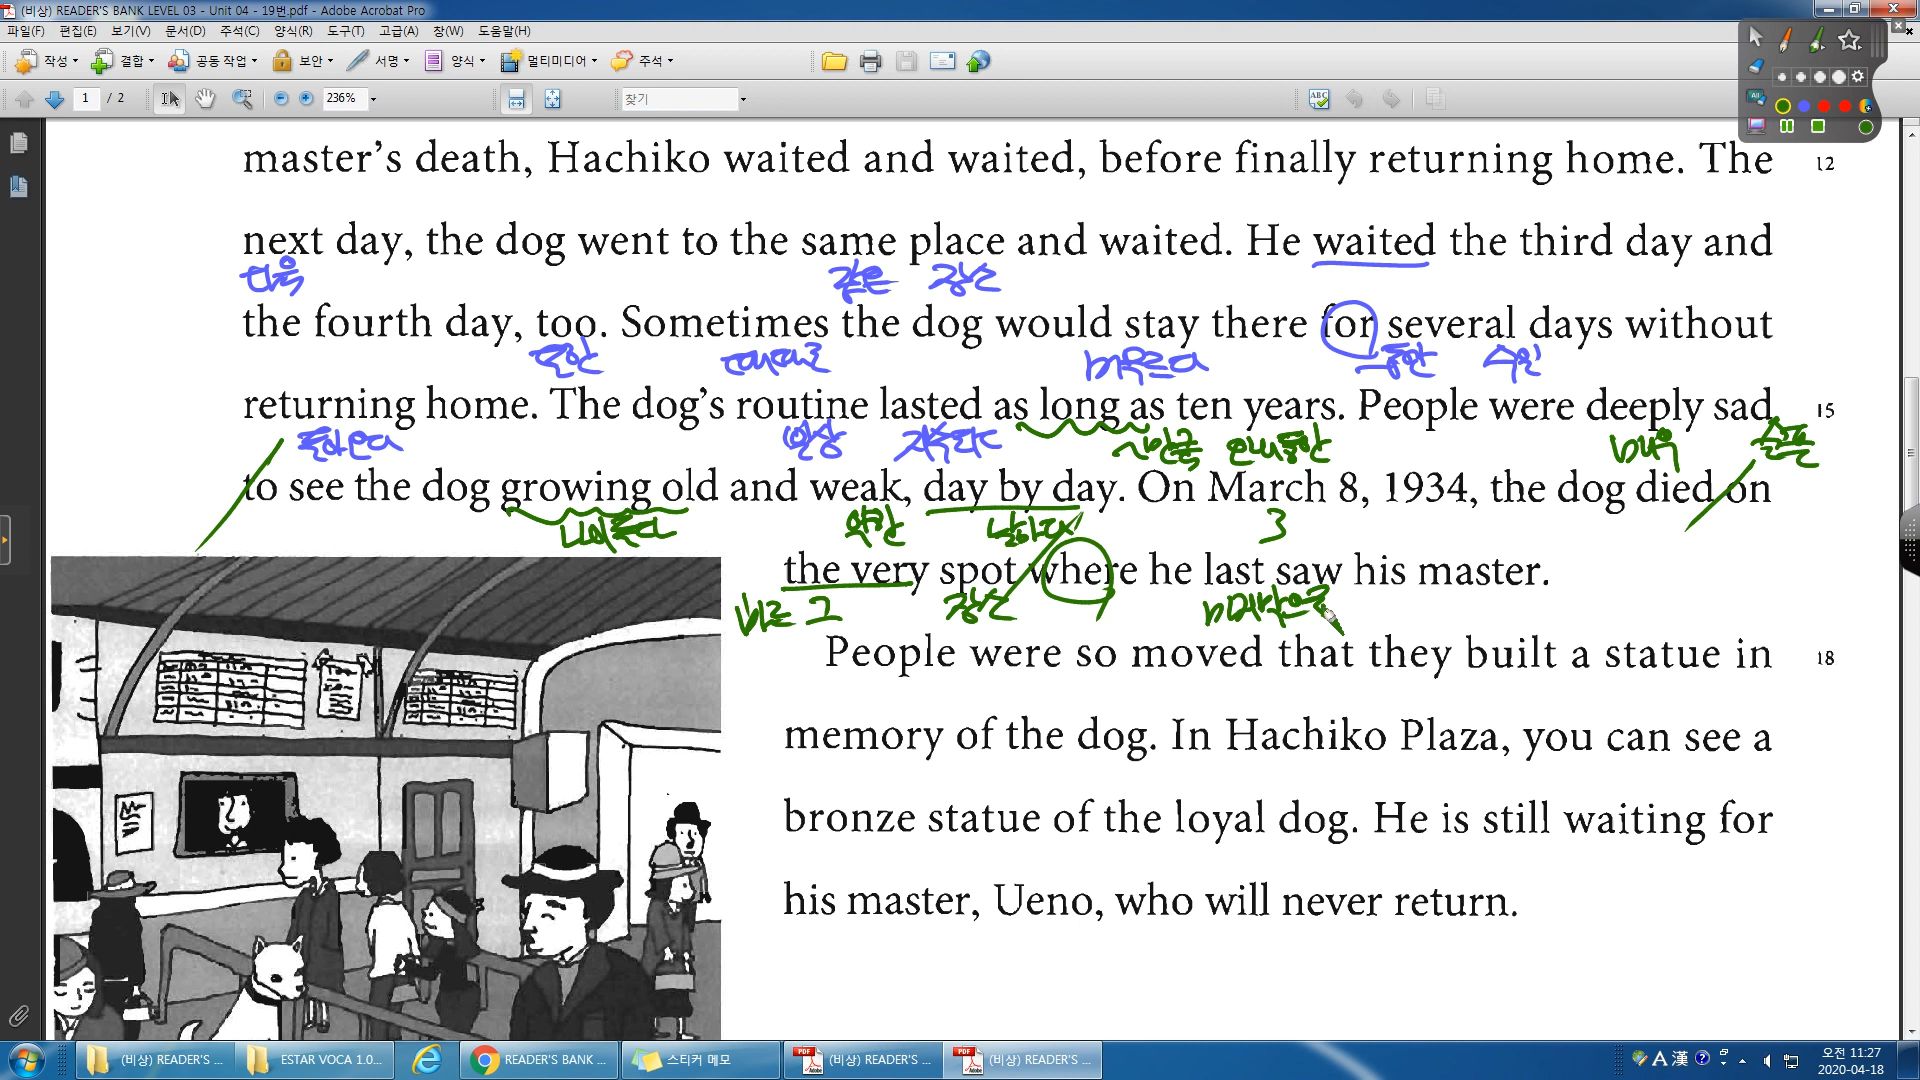 (비상) READER'S BANK LEVEL 03 - Unit 04 - 19번.pdf - Adobe Acrobat Pro
파일(F) 편집(E) 보기(V) 문서(D) 주석(C) 양식(R) 도구(T) 고급(A) 창(W) 도움말(H)
작성 결합 공동 작업 보안 서명 양식 멀티미디어 주석
1 / 2 236% 찾기
master's death, Hachiko waited and waited, before finally returning home. The 12
next day, the dog went to the same place and waited. He waited the third day and
다음 같은 장소
the fourth day, too. Sometimes the dog would stay there for several days without
동안 때때로 머무르다 동안 수일
returning home. The dog's routine lasted as long as ten years. People were deeply sad 15
돌아오다 일상 지속하다 ~만큼 매우 슬픈
to see the dog growing old and weak, day by day. On March 8, 1934, the dog died on
약한 3
the very spot where he last saw his master.
바로 그 장소 마지막으로
People were so moved that they built a statue in 18
memory of the dog. In Hachiko Plaza, you can see a
bronze statue of the loyal dog. He is still waiting for
his master, Ueno, who will never return.
(비상) READER'S ... ESTAR VOCA 1.0... READER'S BANK ... 스티커 메모 (비상) READER'S ... (비상) READER'S ... A 漢 오전 11:27
2020-04-18